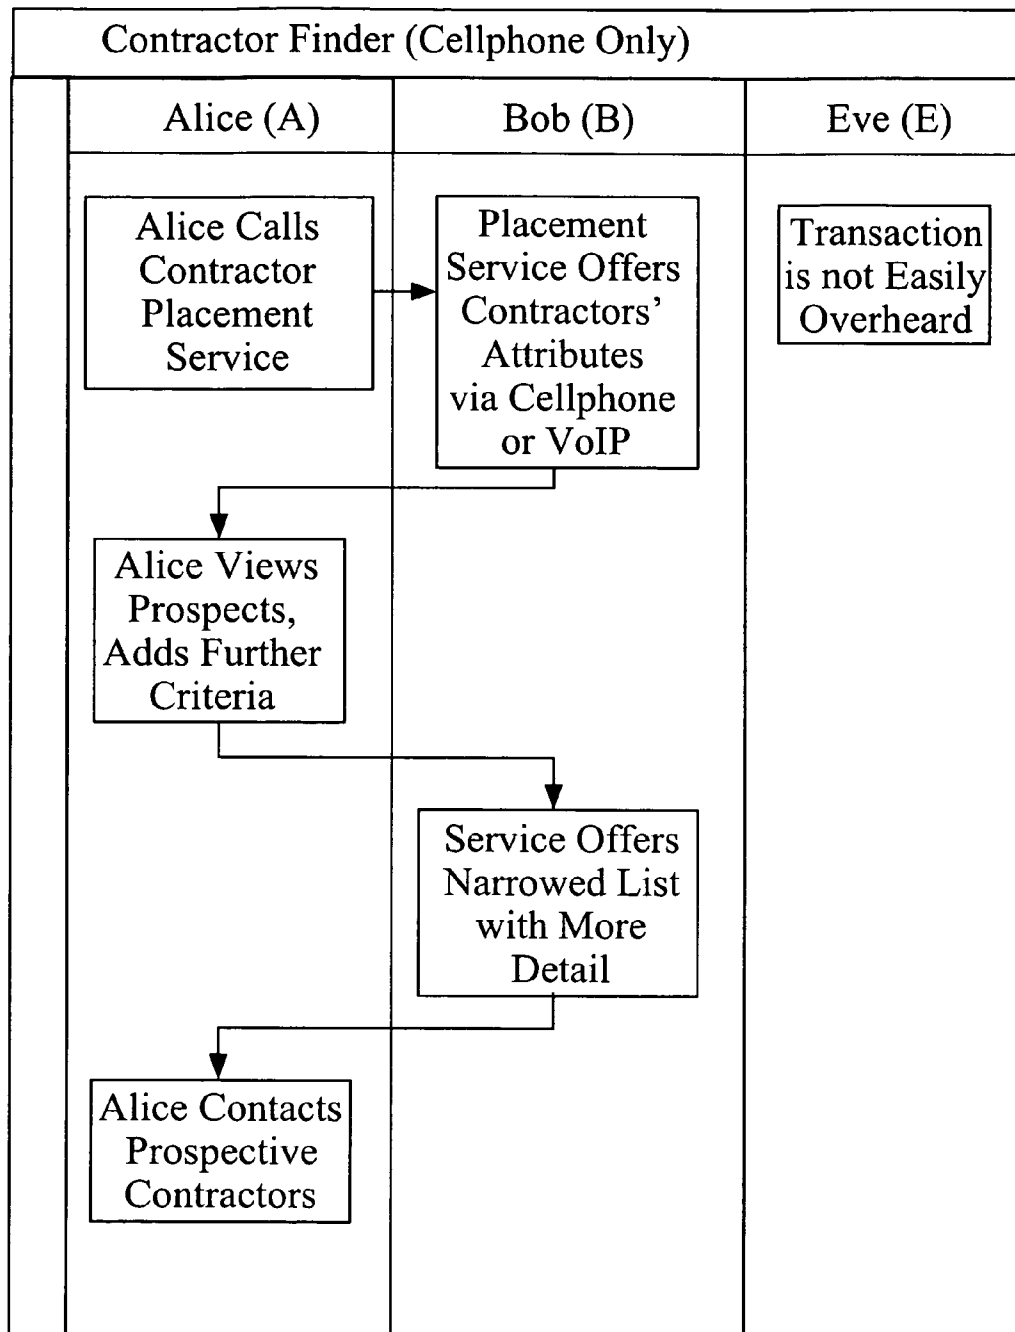 Contractor Finder (Cellphone Only)
Alice (A)
Bob (B)
Eve (E)
Alice Calls
Contractor
Placement
Service
Placement
Service Offers
Contractors’
Attributes
via Cellphone
or VoIP
Transaction
is not Easily
Overheard
Alice Views
Prospects,
Adds Further
Criteria
Service Offers
Narrowed List
with More
Detail
Alice Contacts
Prospective
Contractors